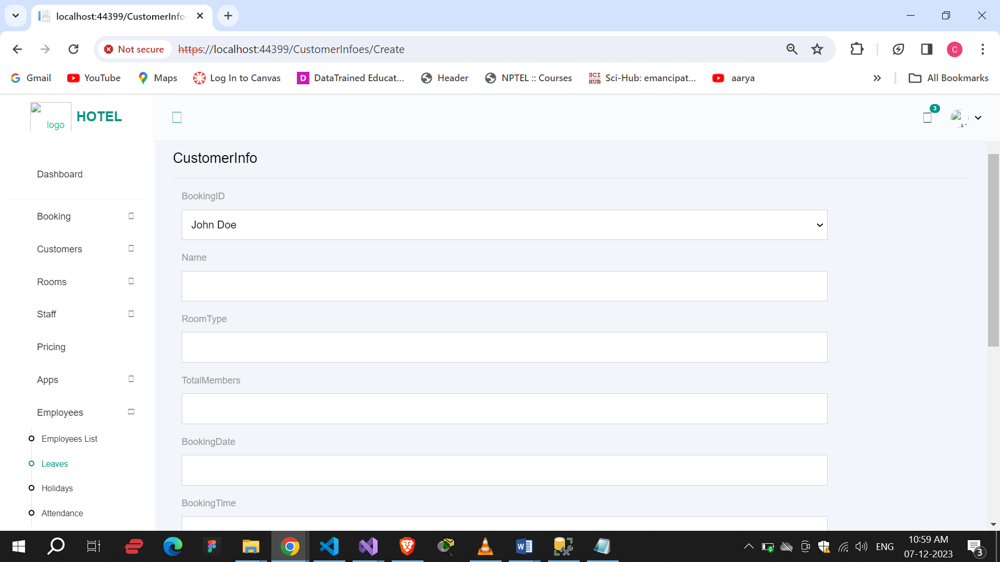 localhost:44399/CustomerInfo
Not secure
https://localhost:44399/CustomerInfoes/Create
C
Gmail
YouTube
Maps
Log In to Canvas
D
DataTrained Educat...
Header
NPTEL :: Courses
SCI HUB
Sci-Hub: emancipat...
aarya
All Bookmarks
logo
HOTEL
3
CustomerInfo
Dashboard
Booking
Customers
Rooms
Staff
Pricing
Apps
Employees
Employees List
Leaves
Holidays
Attendance
BookingID
John Doe
Name
RoomType
TotalMembers
BookingDate
BookingTime
ENG
10:59 AM
07-12-2023
3